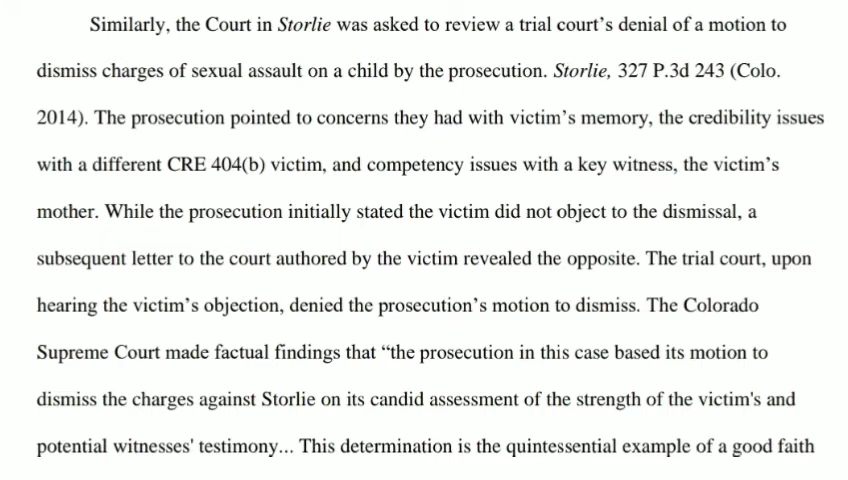 Similarly, the Court in Storlie was asked to review a trial court’s denial of a motion to
dismiss charges of sexual assault on a child by the prosecution. Storlie, 327 P.3d 243 (Colo.
2014). The prosecution pointed to concerns they had with victim’s memory, the credibility issues
with a different CRE 404(b) victim, and competency issues with a key witness, the victim’s
mother. While the prosecution initially stated the victim did not object to the dismissal, a
subsequent letter to the court authored by the victim revealed the opposite. The trial court, upon
hearing the victim’s objection, denied the prosecution’s motion to dismiss. The Colorado
Supreme Court made factual findings that “the prosecution in this case based its motion to
dismiss the charges against Storlie on its candid assessment of the strength of the victim's and
potential witnesses' testimony... This determination is the quintessential example of a good faith